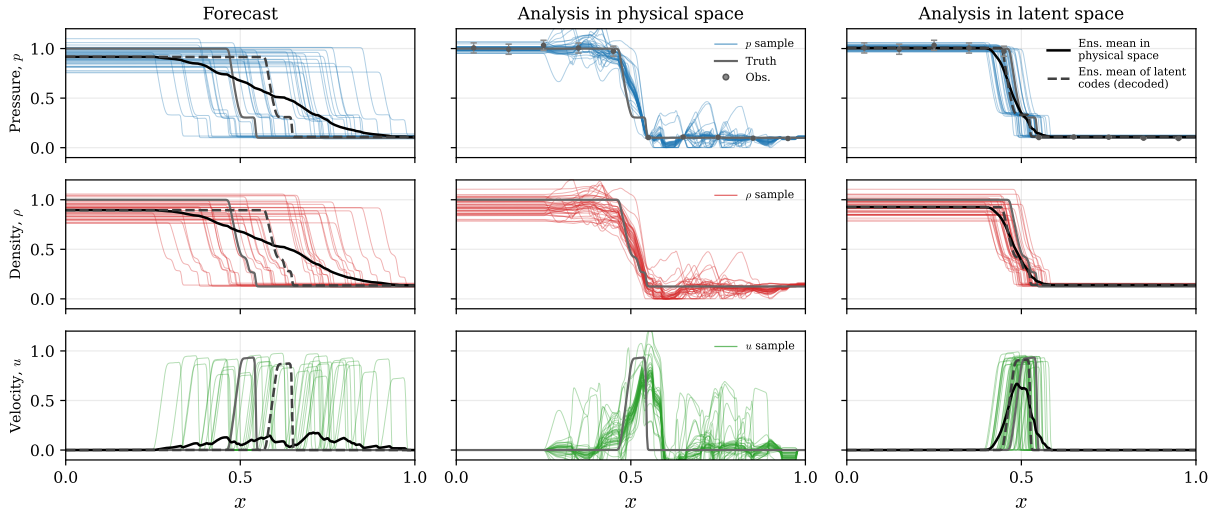 Forecast
Analysis in physical space
Analysis in latent space
Pressure, p
1.0
0.5
0.0
p sample
Truth
Obs.
Ens. mean in
physical space
Ens. mean of latent
codes (decoded)
Density, ρ
1.0
0.5
0.0
ρ sample
Velocity, u
1.0
0.5
0.0
u sample
0.0 0.5 1.0
0.0 0.5 1.0
0.0 0.5 1.0
x
x
x